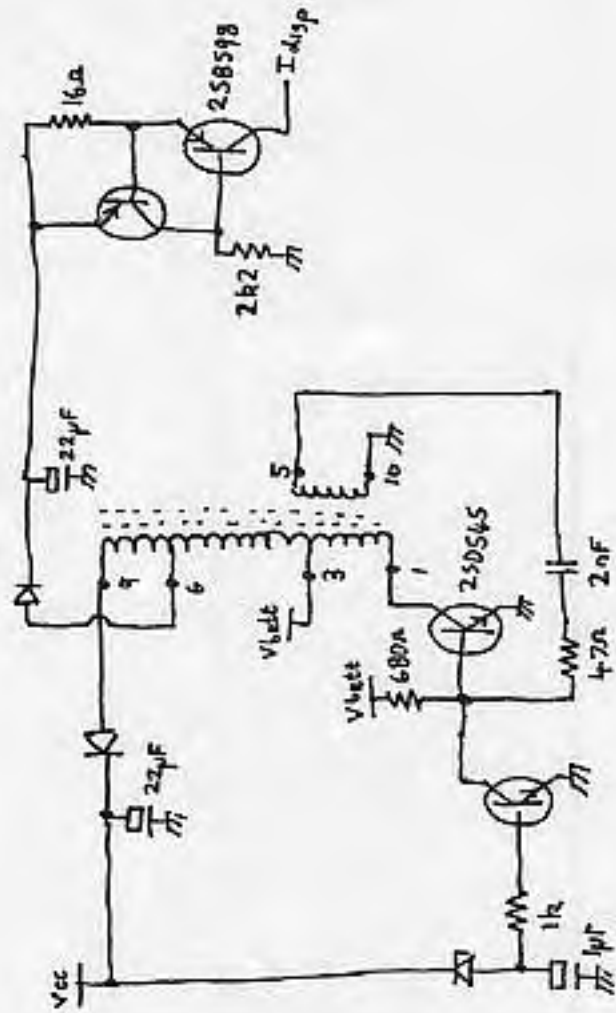 16Ω
2SB598
Idisp
2k2
22µF
9
6
3
1
5
10
Vbatt
22µF
Vcc
Vbatt
680Ω
2SD545
47Ω
2nF
1k
1µF